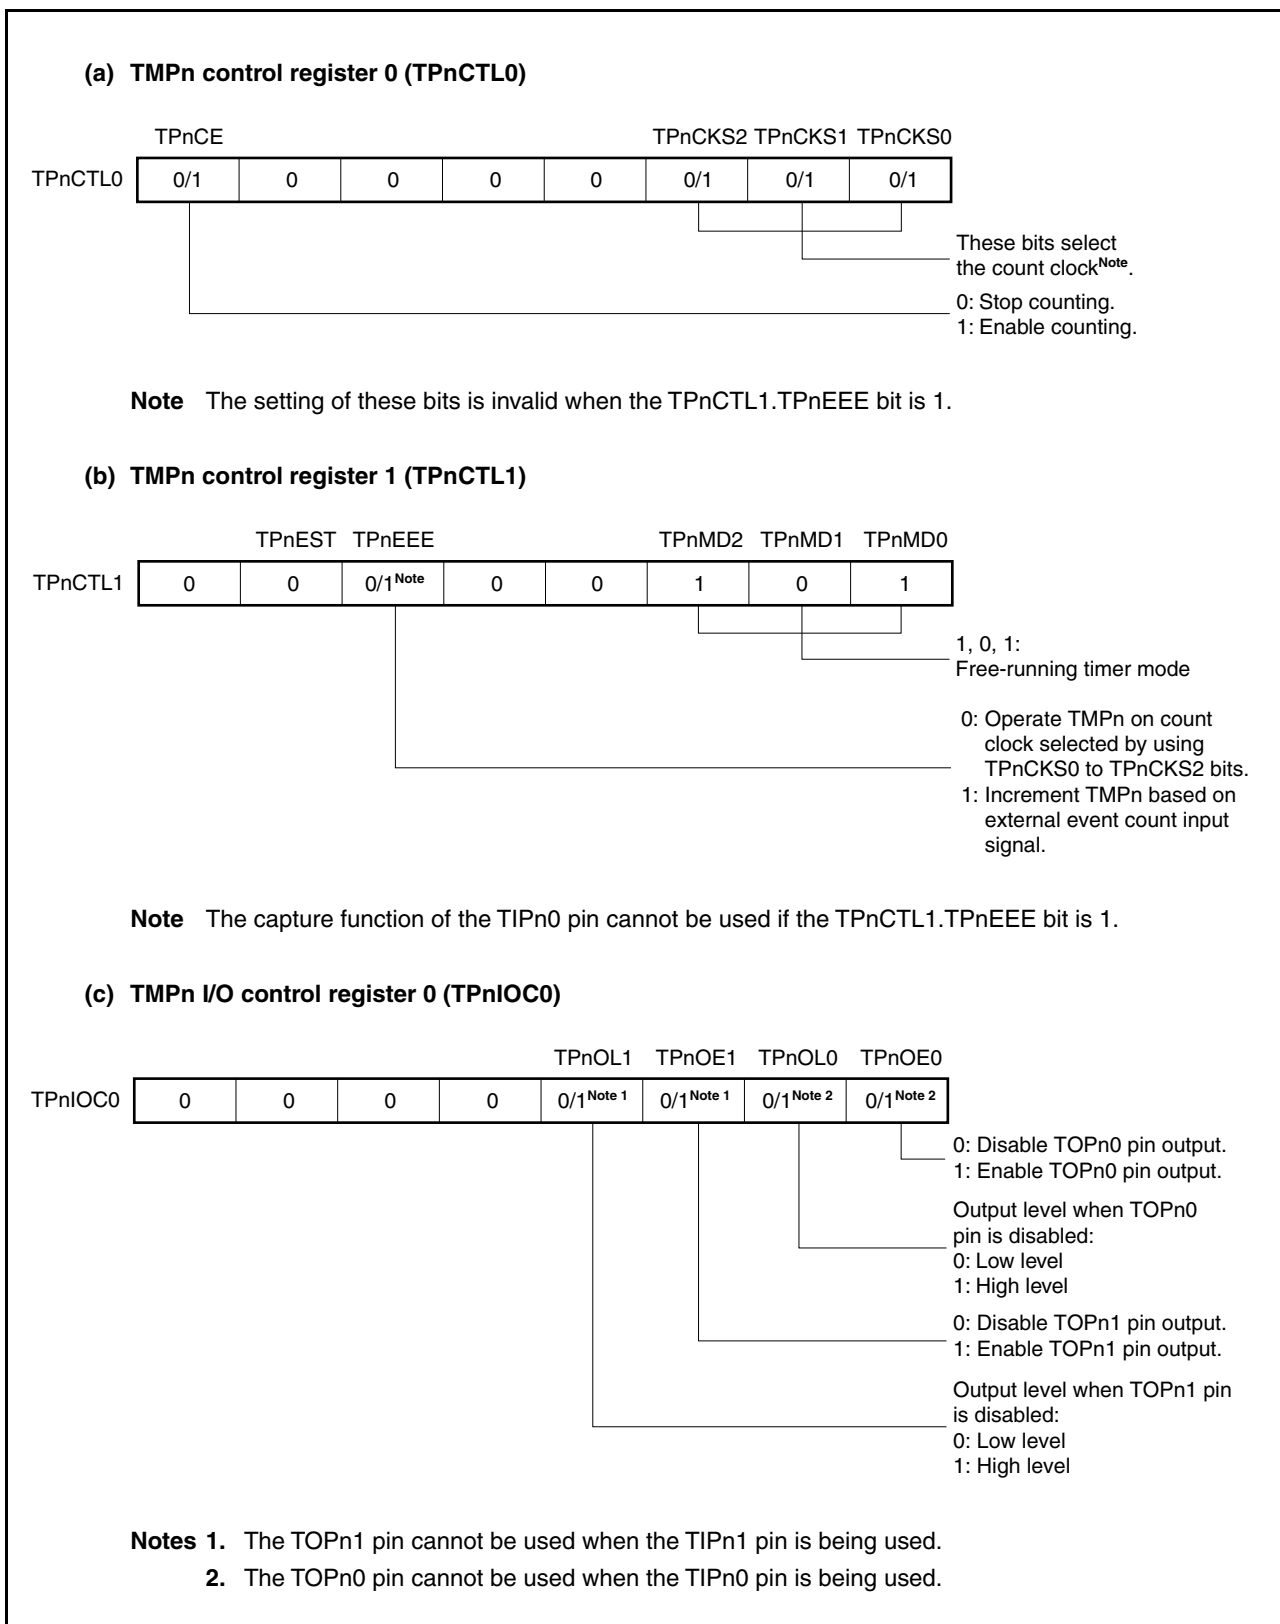 (a) TMPn control register 0 (TPnCTL0)
TPnCE TPnCKS2 TPnCKS1 TPnCKS0
TPnCTL0 0/1 0 0 0 0 0/1 0/1 0/1
These bits select
the count clockNote.
0: Stop counting.
1: Enable counting.
Note The setting of these bits is invalid when the TPnCTL1.TPnEEE bit is 1.
(b) TMPn control register 1 (TPnCTL1)
TPnEST TPnEEE TPnMD2 TPnMD1 TPnMD0
TPnCTL1 0 0 0/1Note 0 0 1 0 1
1, 0, 1:
Free-running timer mode
0: Operate TMPn on count
clock selected by using
TPnCKS0 to TPnCKS2 bits.
1: Increment TMPn based on
external event count input
signal.
Note The capture function of the TIPn0 pin cannot be used if the TPnCTL1.TPnEEE bit is 1.
(c) TMPn I/O control register 0 (TPnIOC0)
TPnOL1 TPnOE1 TPnOL0 TPnOE0
TPnIOC0 0 0 0 0 0/1Note 1 0/1Note 1 0/1Note 2 0/1Note 2
0: Disable TOPn0 pin output.
1: Enable TOPn0 pin output.
Output level when TOPn0
pin is disabled:
0: Low level
1: High level
0: Disable TOPn1 pin output.
1: Enable TOPn1 pin output.
Output level when TOPn1 pin
is disabled:
0: Low level
1: High level
Notes 1. The TOPn1 pin cannot be used when the TIPn1 pin is being used.
2. The TOPn0 pin cannot be used when the TIPn0 pin is being used.